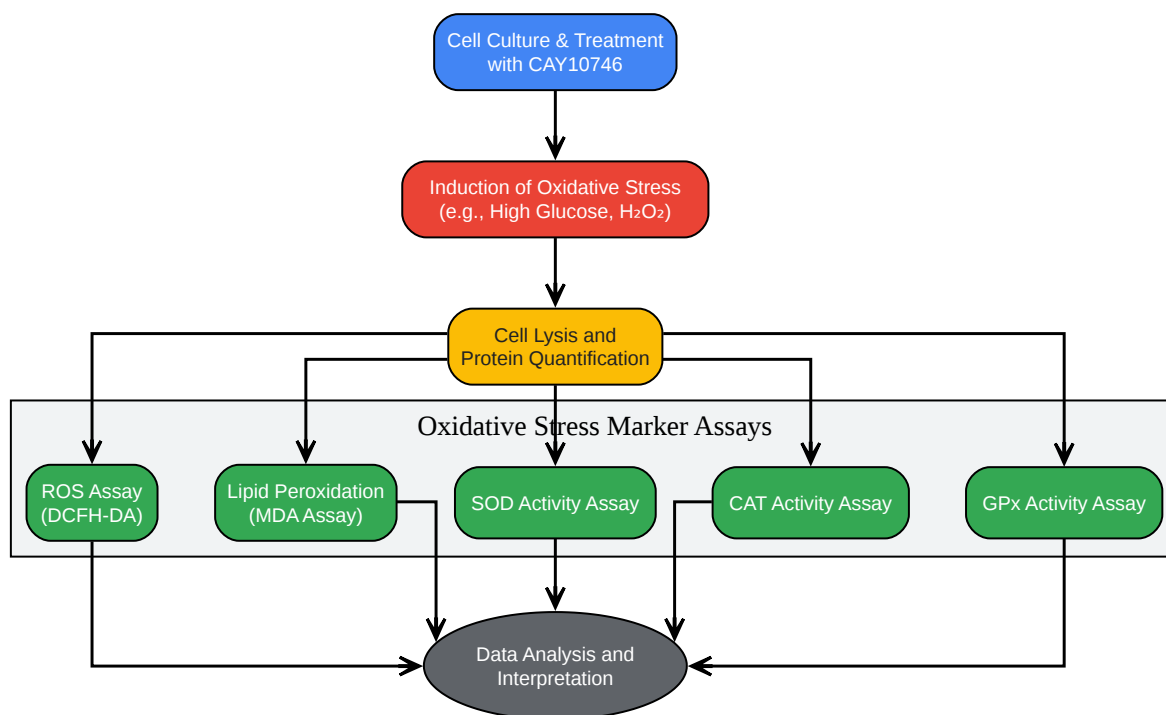 Cell Culture & Treatment
with CAY10746
Induction of Oxidative Stress
(e.g., High Glucose, H₂O₂)
Cell Lysis and
Protein Quantification
Oxidative Stress Marker Assays
ROS Assay
(DCFH-DA)
Lipid Peroxidation
(MDA Assay)
SOD Activity Assay
CAT Activity Assay
GPx Activity Assay
Data Analysis and
Interpretation